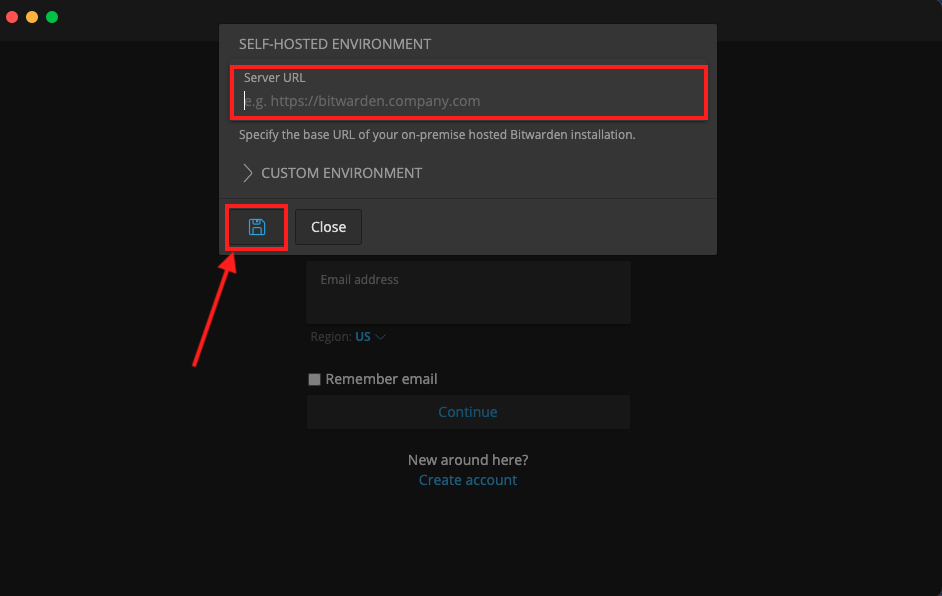 SELF-HOSTED ENVIRONMENT
Server URL
e.g. https://bitwarden.company.com
Specify the base URL of your on-premise hosted Bitwarden installation.
CUSTOM ENVIRONMENT
Close
Email address
Region: US
Remember email
Continue
New around here?
Create account